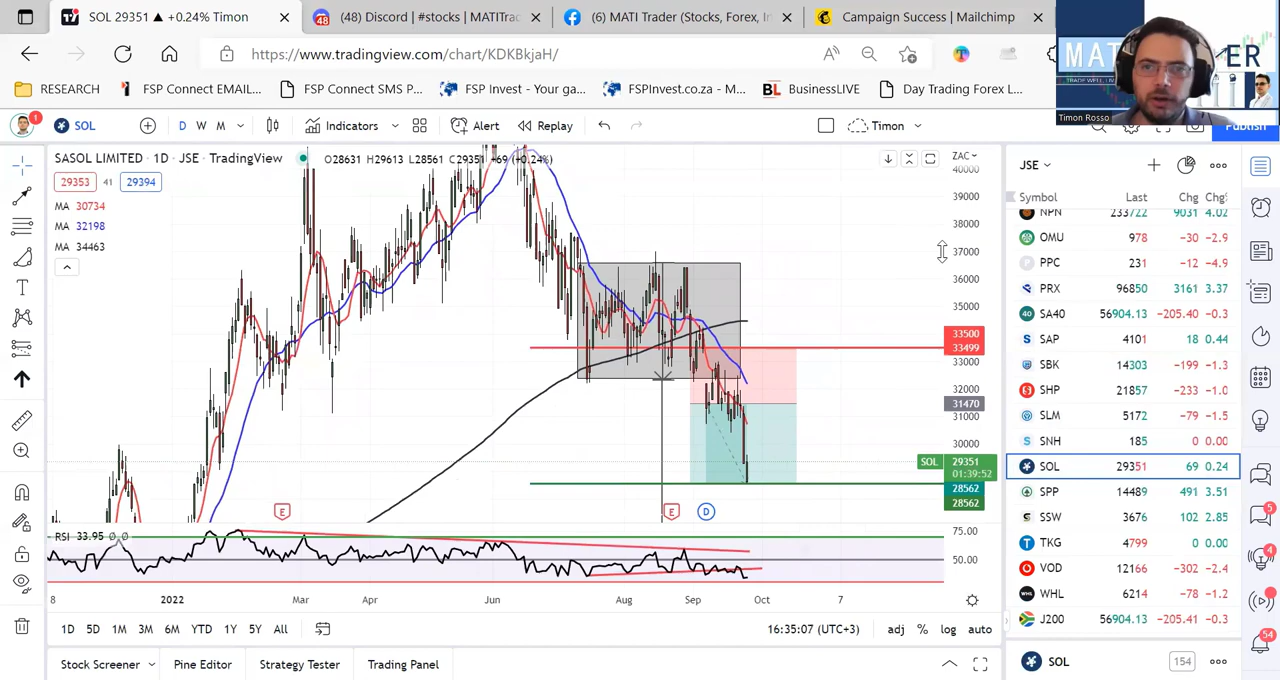 SOL 29351 ▲ +0.24% Timon
(48) Discord | #stocks | MATITrac
(6) MATI Trader (Stocks, Forex, In
Campaign Success | Mailchimp
https://www.tradingview.com/chart/KDKBkjaH/
RESEARCH
FSP Connect EMAIL...
FSP Connect SMS P...
FSP Invest - Your ga...
FSPInvest.co.za - M...
BusinessLIVE
Day Trading Forex L...
Timon Rosso
SOL
D W M
Indicators
Alert
Replay
Timon
Publish
SASOL LIMITED · 1D · JSE · TradingView
O28631 H29613 L28561 C29351 +69 (+0.24%)
ZAC
29353 41 29394
MA 30734
MA 32198
MA 34463
40000
39000
38000
37000
36000
35000
33500
33499
32000
31470
31000
30000
SOL 29351
01:39:52
28562
28562
E
E
D
RSI 33.95 Ø Ø
75.00
50.00
8 2022 Mar Apr Jun Aug Sep Oct 7
1D 5D 1M 3M 6M YTD 1Y 5Y All
16:35:07 (UTC+3) adj % log auto
Stock Screener Pine Editor Strategy Tester Trading Panel
JSE
Symbol Last Chg Chg%
NPN 233722 9031 4.02
OMU 978 −30 −2.9
PPC 231 −12 −4.9
PRX 96850 3161 3.37
SA40 56904.13 −205.40 −0.3
SAP 4101 18 0.44
SBK 14303 −199 −1.3
SHP 21857 −233 −1.0
SLM 5172 −79 −1.5
SNH 185 0 0.00
SOL 29351 69 0.24
SPP 14489 491 3.51
SSW 3676 102 2.85
TKG 4799 0 0.00
VOD 12166 −302 −2.4
WHL 6214 −78 −1.2
J200 56904.13 −205.41 −0.3
SOL 154